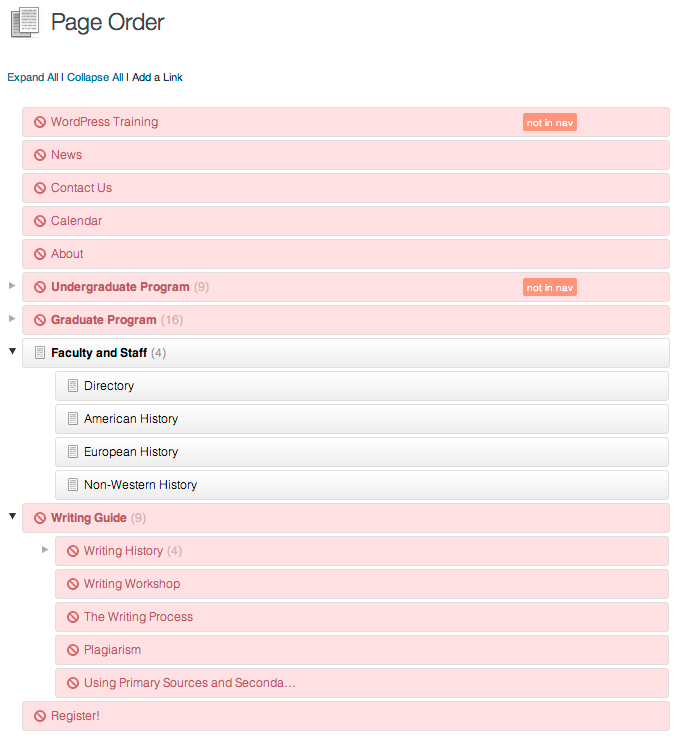 Page Order
Expand All | Collapse All | Add a Link
WordPress Training not in nav
News
Contact Us
Calendar
About
Undergraduate Program (9) not in nav
Graduate Program (16)
Faculty and Staff (4)
Directory
American History
European History
Non-Western History
Writing Guide (9)
Writing History (4)
Writing Workshop
The Writing Process
Plagiarism
Using Primary Sources and Seconda…
Register!